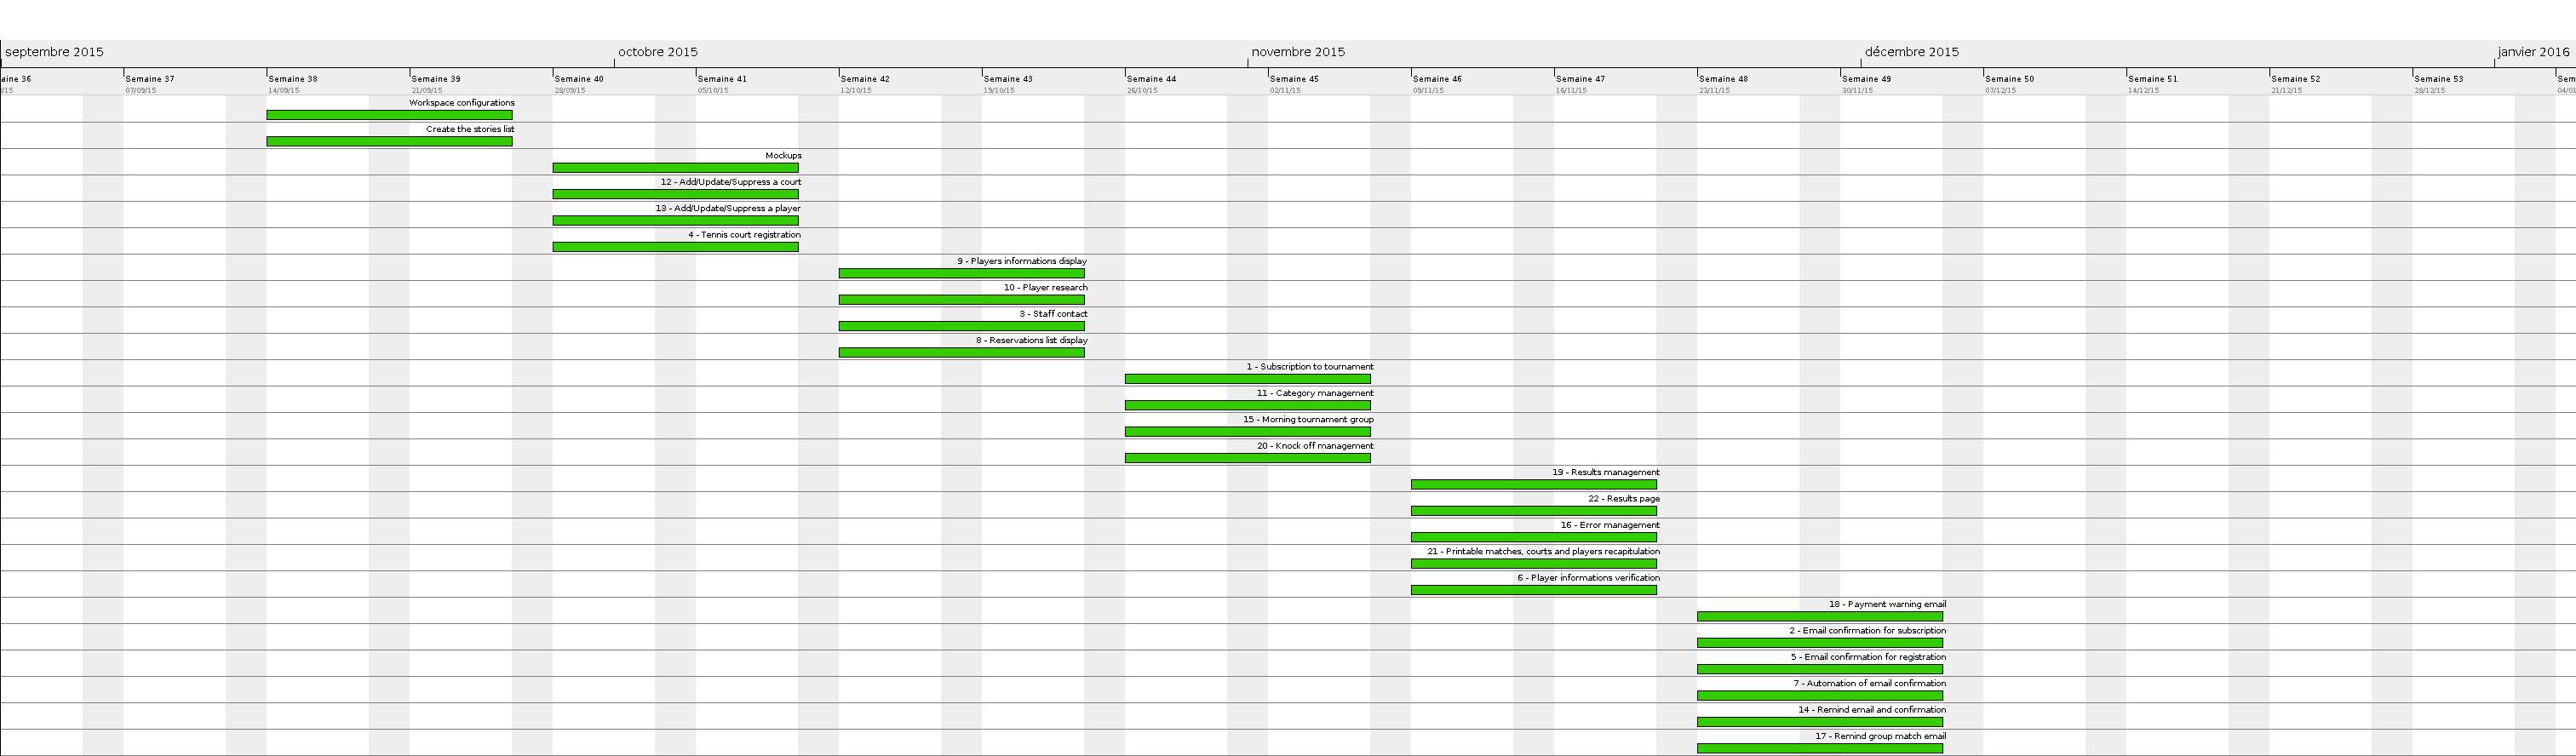 septembre 2015 octobre 2015 novembre 2015 décembre 2015 janvier 2016
aine 36 Semaine 37 Semaine 38 Semaine 39 Semaine 40 Semaine 41 Semaine 42 Semaine 43 Semaine 44 Semaine 45 Semaine 46 Semaine 47 Semaine 48 Semaine 49 Semaine 50 Semaine 51 Semaine 52 Semaine 53 Sem
/15 07/09/15 14/09/15 21/09/15 28/09/15 05/10/15 12/10/15 19/10/15 26/10/15 02/11/15 09/11/15 16/11/15 23/11/15 30/11/15 07/12/15 14/12/15 21/12/15 28/12/15 04/01
Workspace configurations
Create the stories list
Mockups
12 - Add/Update/Suppress a court
13 - Add/Update/Suppress a player
4 - Tennis court registration
9 - Players informations display
10 - Player research
3 - Staff contact
8 - Reservations list display
1 - Subscription to tournament
11 - Category management
15 - Morning tournament group
20 - Knock off management
19 - Results management
22 - Results page
16 - Error management
21 - Printable matches, courts and players recapitulation
6 - Player informations verification
18 - Payment warning email
2 - Email confirmation for subscription
5 - Email confirmation for registration
7 - Automation of email confirmation
14 - Remind email and confirmation
17 - Remind group match email